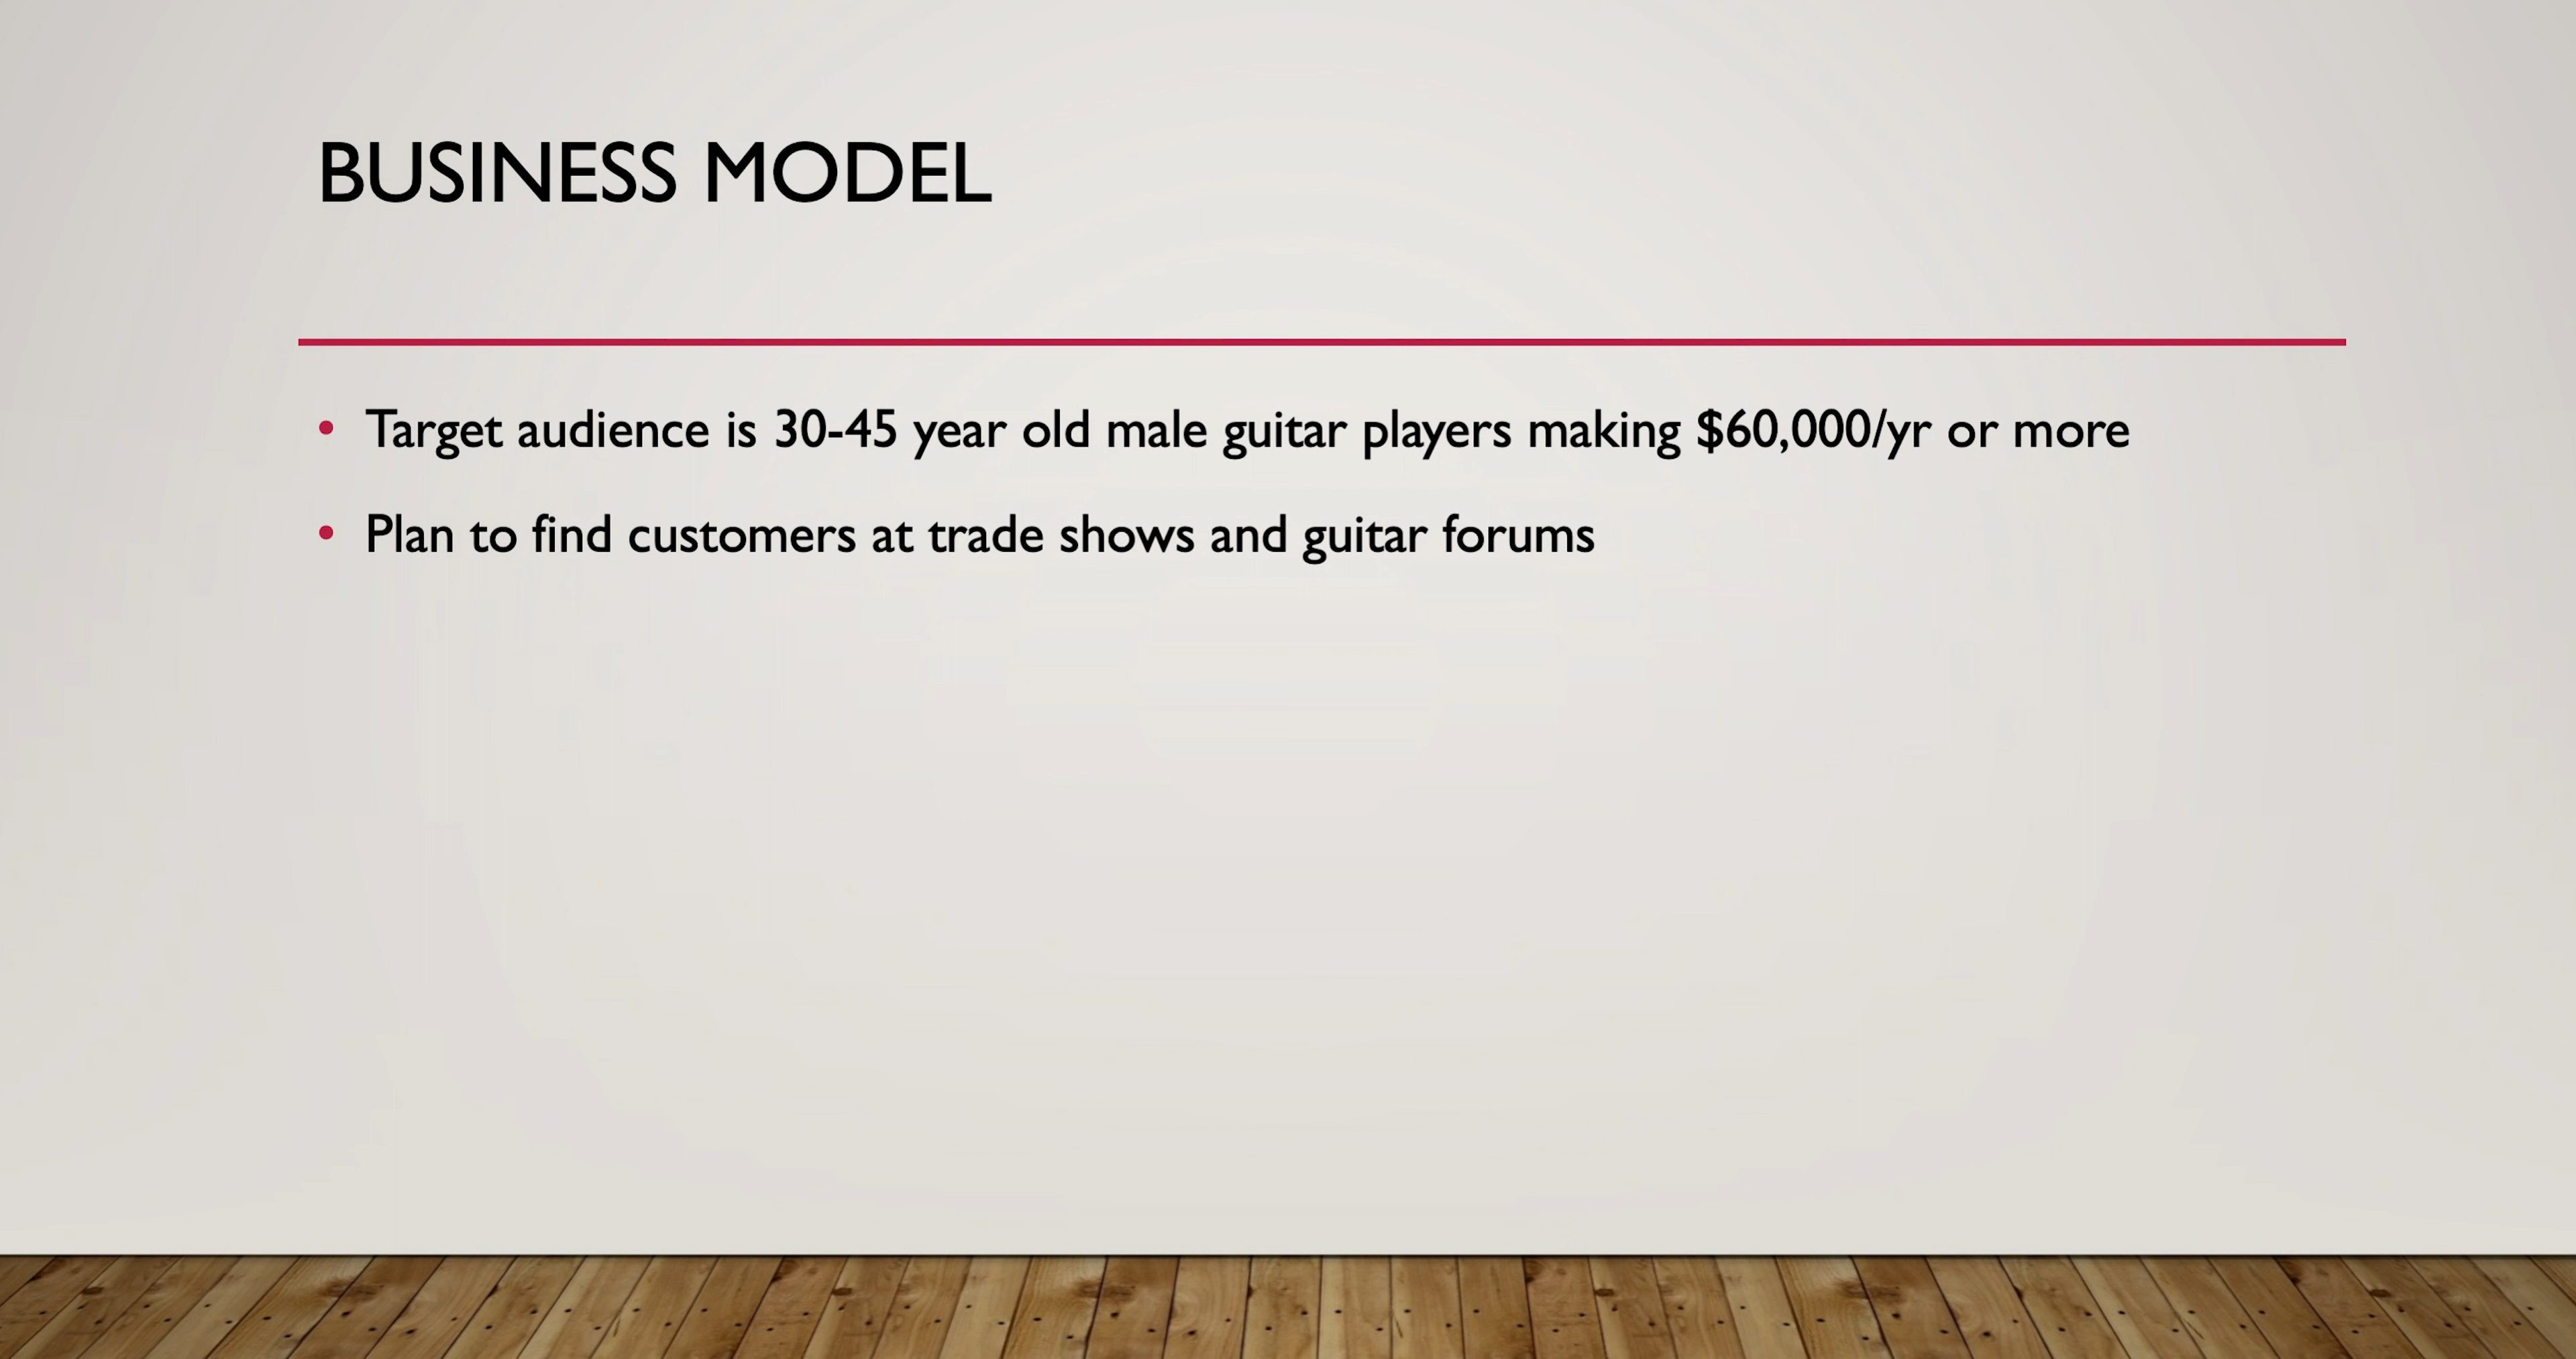 BUSINESS MODEL
• Target audience is 30-45 year old male guitar players making $60,000/yr or more
• Plan to find customers at trade shows and guitar forums